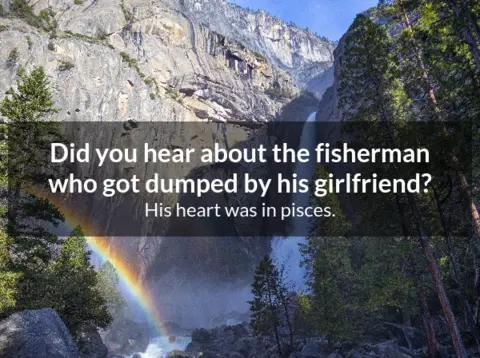 Did you hear about the fisherman
who got dumped by his girlfriend?
His heart was in pisces.